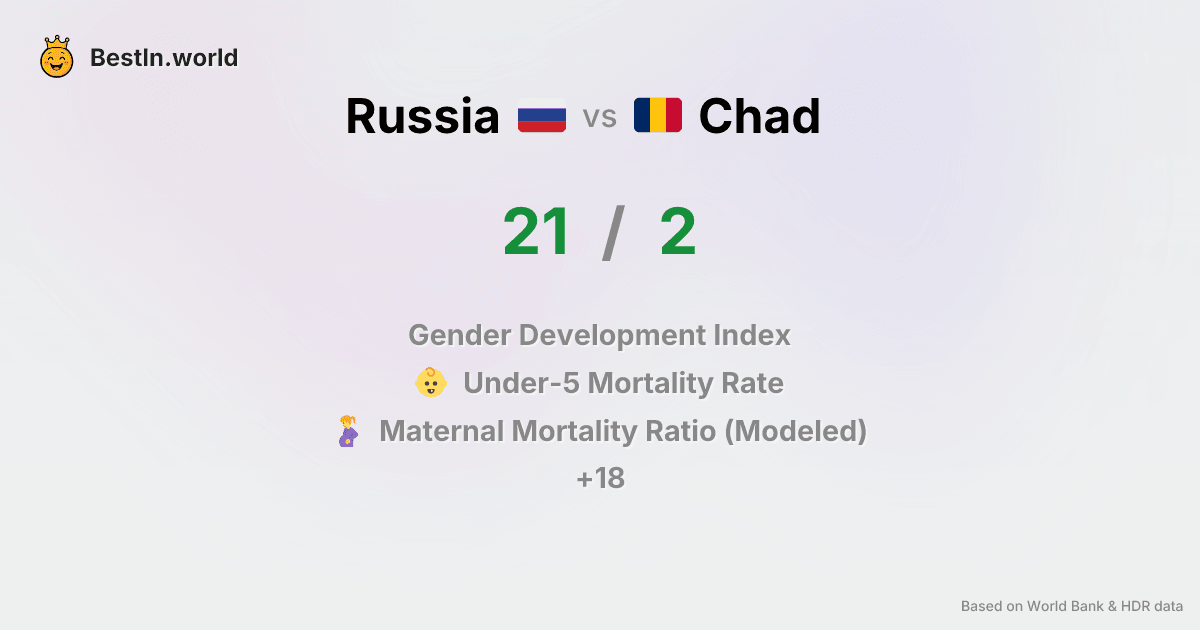 BestIn.world
Russia vs Chad
21 / 2
Gender Development Index
Under-5 Mortality Rate
Maternal Mortality Ratio (Modeled)
+18
Based on World Bank & HDR data